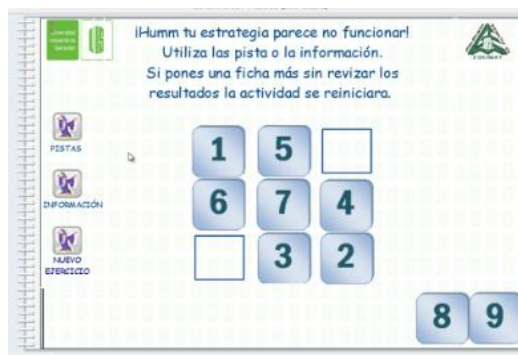 ¡Humm tu estrategia parece no funcionar!
Utiliza las pista o la información.
Si pones una ficha más sin revisar los
resultados la actividad se reiniciara.
PISTAS
INFORMACIÓN
NUEVO
EJERCICIO
1 5
6 7 4
3 2
8 9